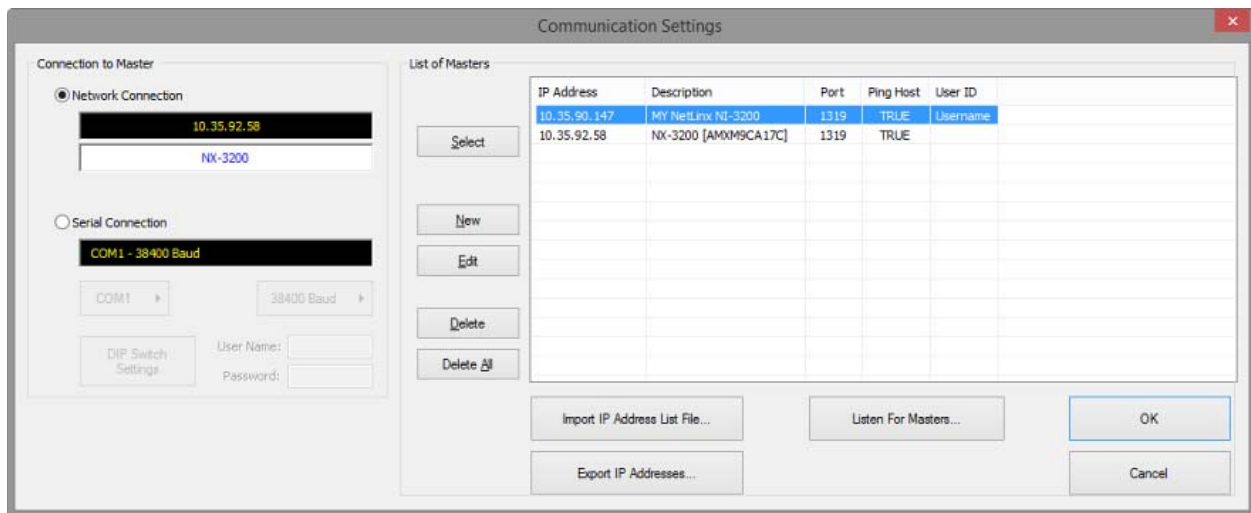 Communication Settings
Connection to Master
Network Connection
10.35.92.58
NX-3200
Serial Connection
COM1 - 38400 Baud
COM1
38400 Baud
DIP Switch
Settings
User Name:
Password:
List of Masters
Select
New
Edit
Delete
Delete All
IP Address Description Port Ping Host User ID
10.35.90.147 MY NetLinx NI-3200 1319 TRUE Username
10.35.92.58 NX-3200 [AMXM9CA17C] 1319 TRUE
Import IP Address List File...
Listen For Masters...
OK
Export IP Addresses...
Cancel